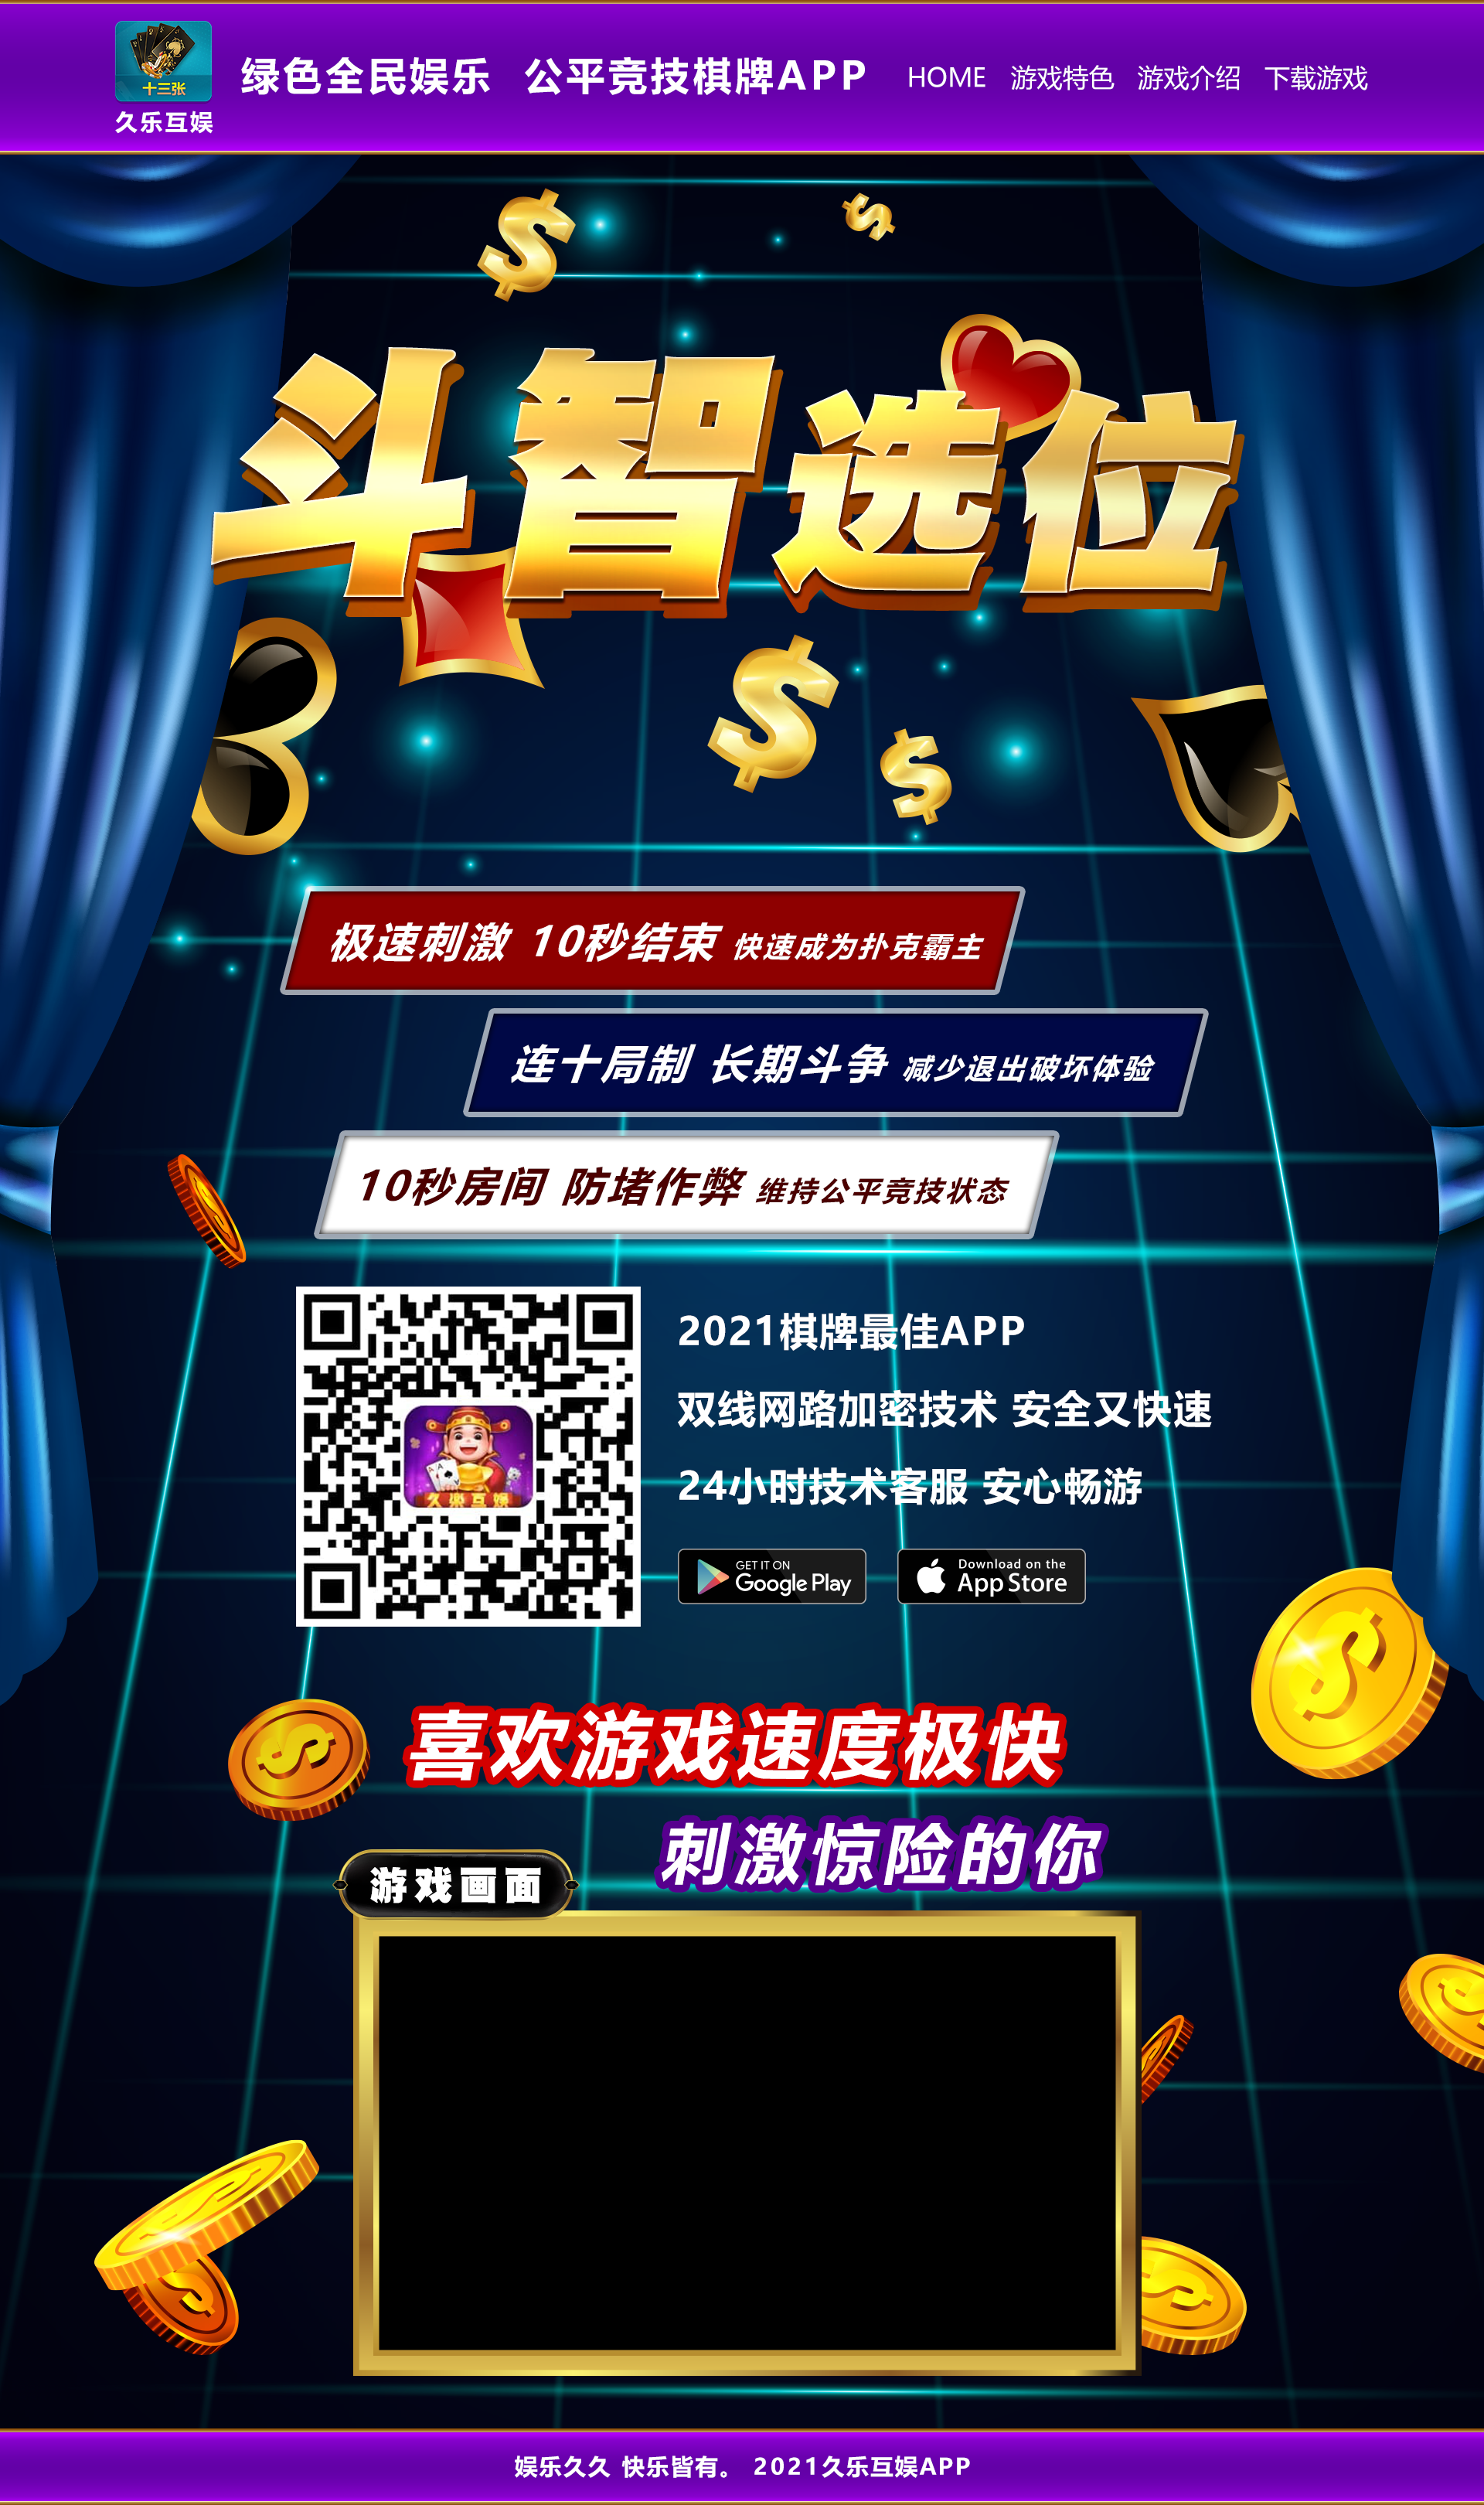 十三张
久乐互娱
绿色全民娱乐 公平竞技棋牌APP
HOME 游戏特色 游戏介绍 下载游戏
斗智选位
极速刺激 10秒结束 快速成为扑克霸主
连十局制 长期斗争 减少退出破坏体验
10秒房间 防堵作弊 维持公平竞技状态
久乐互娱
2021棋牌最佳APP
双线网路加密技术 安全又快速
24小时技术客服 安心畅游
GET IT ON
Google Play
Download on the
App Store
喜欢游戏速度极快
刺激惊险的你
游戏画面
娱乐久久 快乐皆有。 2021久乐互娱APP